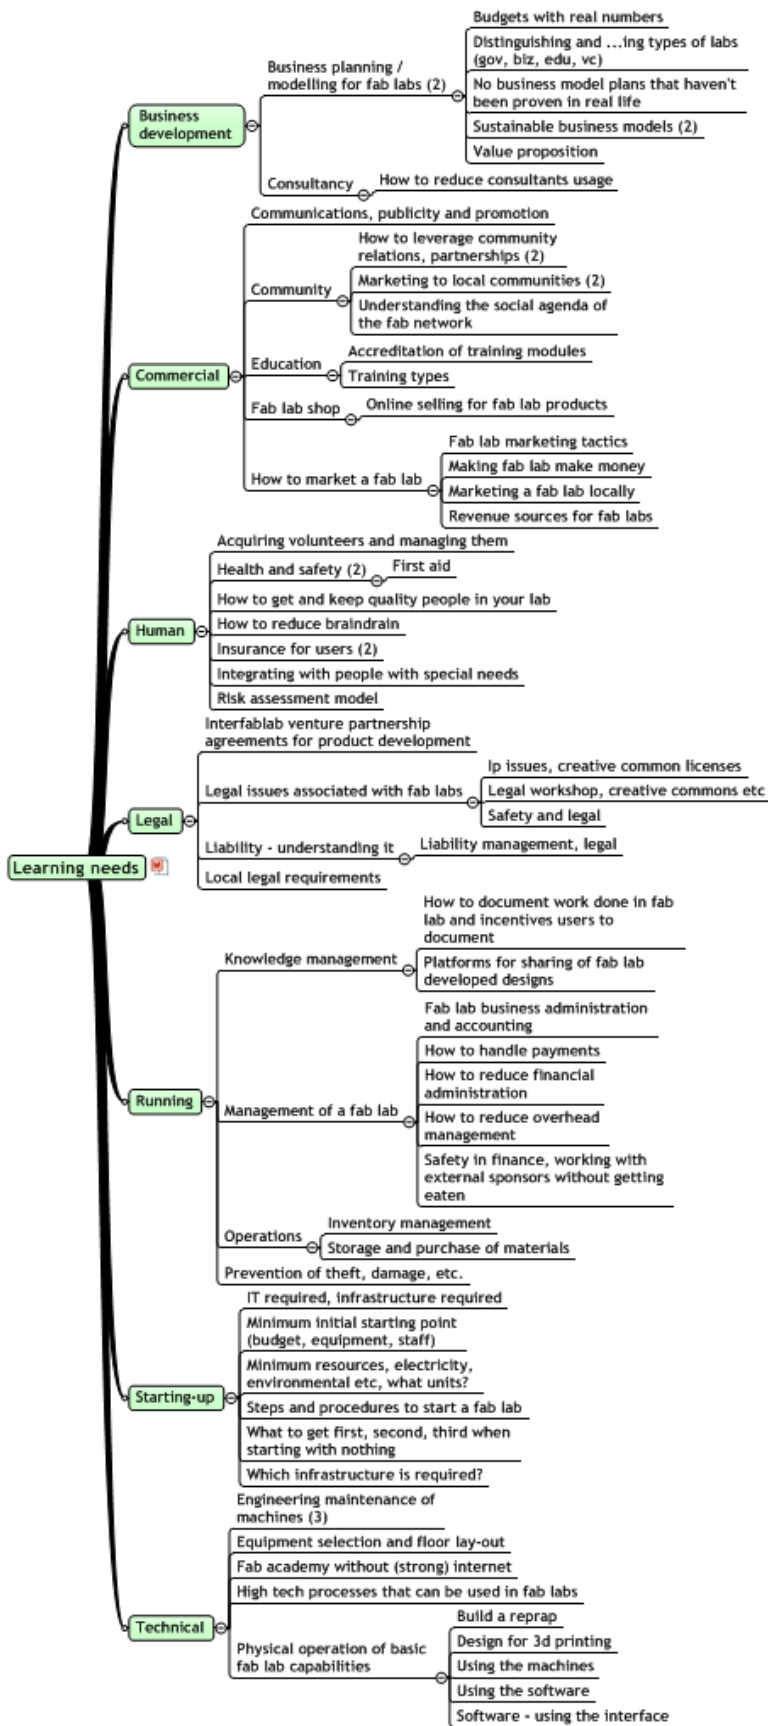 Budgets with real numbers
Distinguishing and ...ing types of labs
(gov, biz, edu, vc)
Business planning /
modelling for fab labs (2)
No business model plans that haven't
been proven in real life
Sustainable business models (2)
Value proposition
Business
development
Consultancy
How to reduce consultants usage
Communications, publicity and promotion
How to leverage community
relations, partnerships (2)
Community
Marketing to local communities (2)
Understanding the social agenda of
the fab network
Commercial
Education
Accreditation of training modules
Training types
Fab lab shop
Online selling for fab lab products
Fab lab marketing tactics
Making fab lab make money
How to market a fab lab
Marketing a fab lab locally
Revenue sources for fab labs
Acquiring volunteers and managing them
Health and safety (2)
First aid
How to get and keep quality people in your lab
Human
How to reduce braindrain
Insurance for users (2)
Integrating with people with special needs
Risk assessment model
Interfablab venture partnership
agreements for product development
Ip issues, creative common licenses
Legal issues associated with fab labs
Legal workshop, creative commons etc
Safety and legal
Legal
Liability - understanding it
Liability management, legal
Local legal requirements
Learning needs
How to document work done in fab
lab and incentives users to
document
Knowledge management
Platforms for sharing of fab lab
developed designs
Fab lab business administration
and accounting
How to handle payments
How to reduce financial
administration
Running
Management of a fab lab
How to reduce overhead
management
Safety in finance, working with
external sponsors without getting
eaten
Operations
Inventory management
Storage and purchase of materials
Prevention of theft, damage, etc.
IT required, infrastructure required
Minimum initial starting point
(budget, equipment, staff)
Minimum resources, electricity,
environmental etc, what units?
Starting-up
Steps and procedures to start a fab lab
What to get first, second, third when
starting with nothing
Which infrastructure is required?
Engineering maintenance of
machines (3)
Equipment selection and floor lay-out
Fab academy without (strong) internet
High tech processes that can be used in fab labs
Technical
Physical operation of basic
fab lab capabilities
Build a reprap
Design for 3d printing
Using the machines
Using the software
Software - using the interface